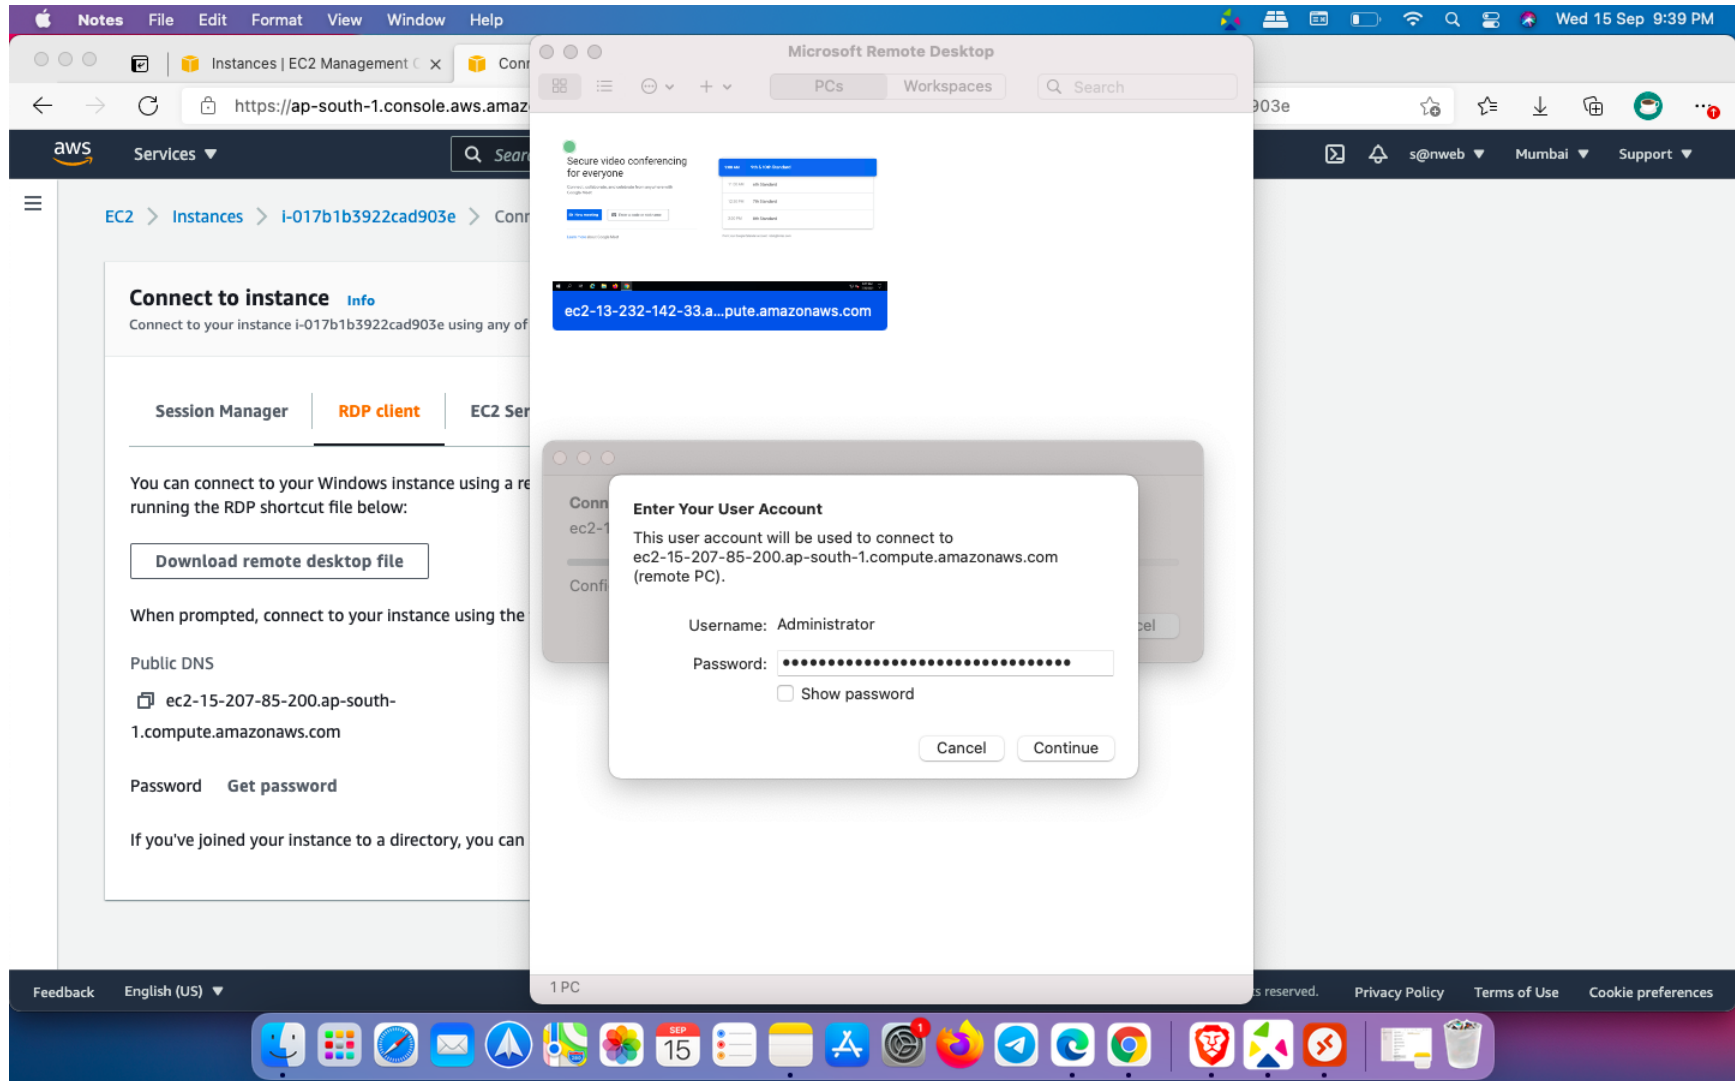 Notes File Edit Format View Window Help
Wed 15 Sep 9:39 PM
Instances | EC2 Management
Microsoft Remote Desktop
PCs Workspaces Search
https://ap-south-1.console.aws.amaz
903e
aws Services
s@nweb Mumbai Support
EC2 > Instances > i-017b1b3922cad903e > Conn
Connect to instance Info
Connect to your instance i-017b1b3922cad903e using any of
Session Manager RDP client EC2 Ser
You can connect to your Windows instance using a re
running the RDP shortcut file below:
Download remote desktop file
When prompted, connect to your instance using the
Public DNS
ec2-15-207-85-200.ap-south-
1.compute.amazonaws.com
Password Get password
If you've joined your instance to a directory, you can
Secure video conferencing
for everyone
ec2-13-232-142-33.a...pute.amazonaws.com
Conn
ec2-1
Confi
cel
Enter Your User Account
This user account will be used to connect to
ec2-15-207-85-200.ap-south-1.compute.amazonaws.com
(remote PC).
Username: Administrator
Password: ••••••••••••••••••••••••••••••••
Show password
Cancel Continue
1 PC
Feedback English (US)
reserved. Privacy Policy Terms of Use Cookie preferences
SEP
15
1